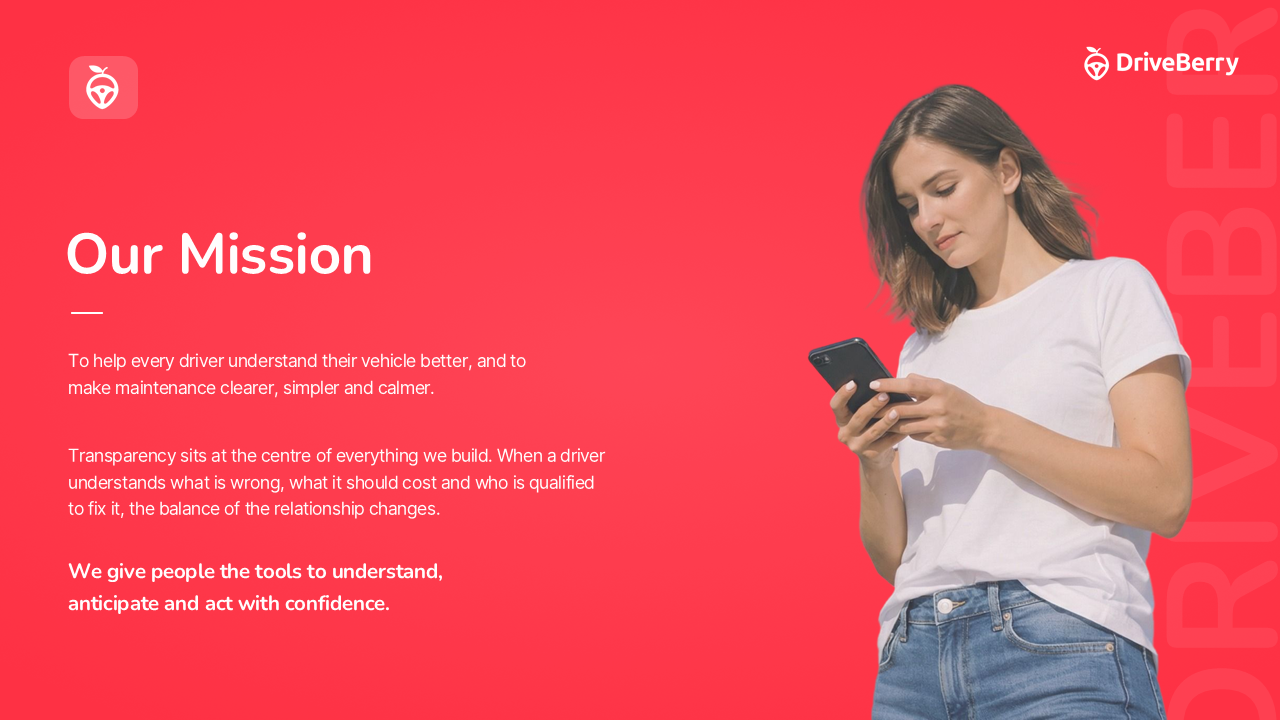 DriveBerry
Our Mission
To help every driver understand their vehicle better, and to
make maintenance clearer, simpler and calmer.
Transparency sits at the centre of everything we build. When a driver
understands what is wrong, what it should cost and who is qualified
to fix it, the balance of the relationship changes.
We give people the tools to understand,
anticipate and act with confidence.
DRIVEBER